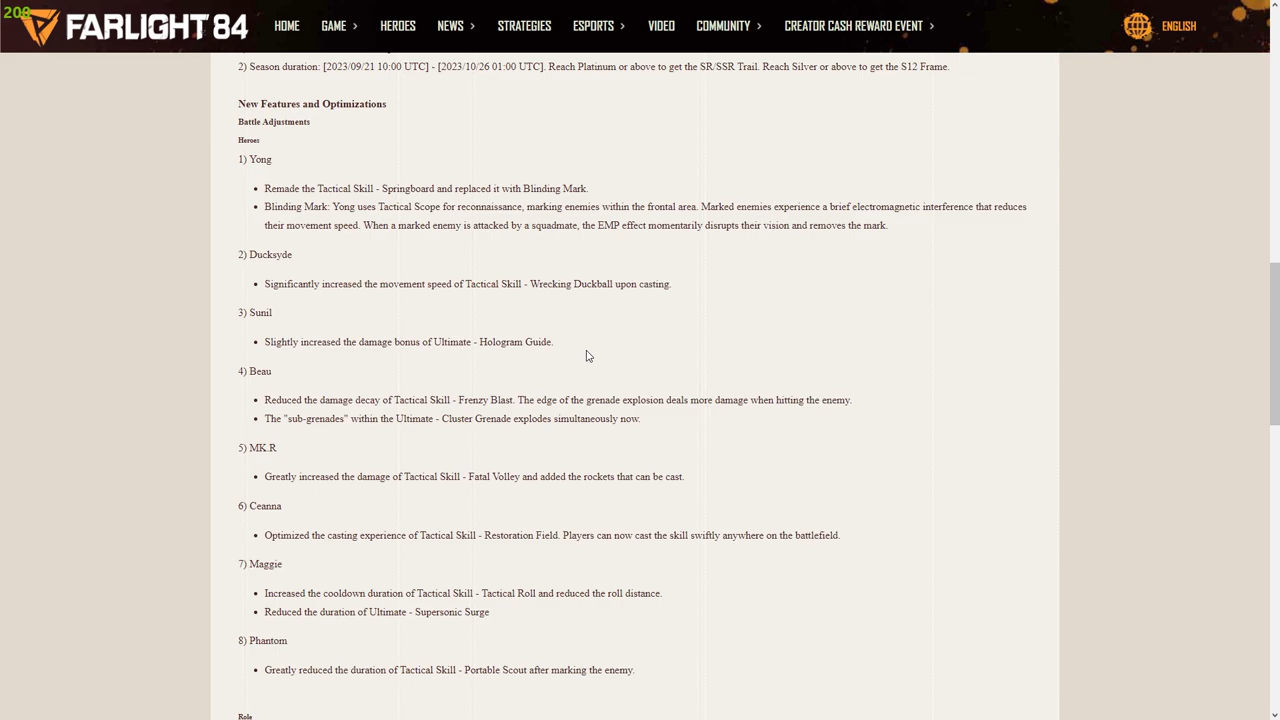 200
FARLIGHT 84
HOME GAME HEROES NEWS STRATEGIES ESPORTS VIDEO COMMUNITY CREATOR CASH REWARD EVENT ENGLISH
2) Season duration: [2023/09/21 10:00 UTC] - [2023/10/26 01:00 UTC]. Reach Platinum or above to get the SR/SSR Trail. Reach Silver or above to get the S12 Frame.
New Features and Optimizations
Battle Adjustments
Heroes
1) Yong
Remade the Tactical Skill - Springboard and replaced it with Blinding Mark.
Blinding Mark: Yong uses Tactical Scope for reconnaissance, marking enemies within the frontal area. Marked enemies experience a brief electromagnetic interference that reduces
their movement speed. When a marked enemy is attacked by a squadmate, the EMP effect momentarily disrupts their vision and removes the mark.
2) Ducksyde
Significantly increased the movement speed of Tactical Skill - Wrecking Duckball upon casting.
3) Sunil
Slightly increased the damage bonus of Ultimate - Hologram Guide.
4) Beau
Reduced the damage decay of Tactical Skill - Frenzy Blast. The edge of the grenade explosion deals more damage when hitting the enemy.
The "sub-grenades" within the Ultimate - Cluster Grenade explodes simultaneously now.
5) MK.R
Greatly increased the damage of Tactical Skill - Fatal Volley and added the rockets that can be cast.
6) Ceanna
Optimized the casting experience of Tactical Skill - Restoration Field. Players can now cast the skill swiftly anywhere on the battlefield.
7) Maggie
Increased the cooldown duration of Tactical Skill - Tactical Roll and reduced the roll distance.
Reduced the duration of Ultimate - Supersonic Surge
8) Phantom
Greatly reduced the duration of Tactical Skill - Portable Scout after marking the enemy.
Role